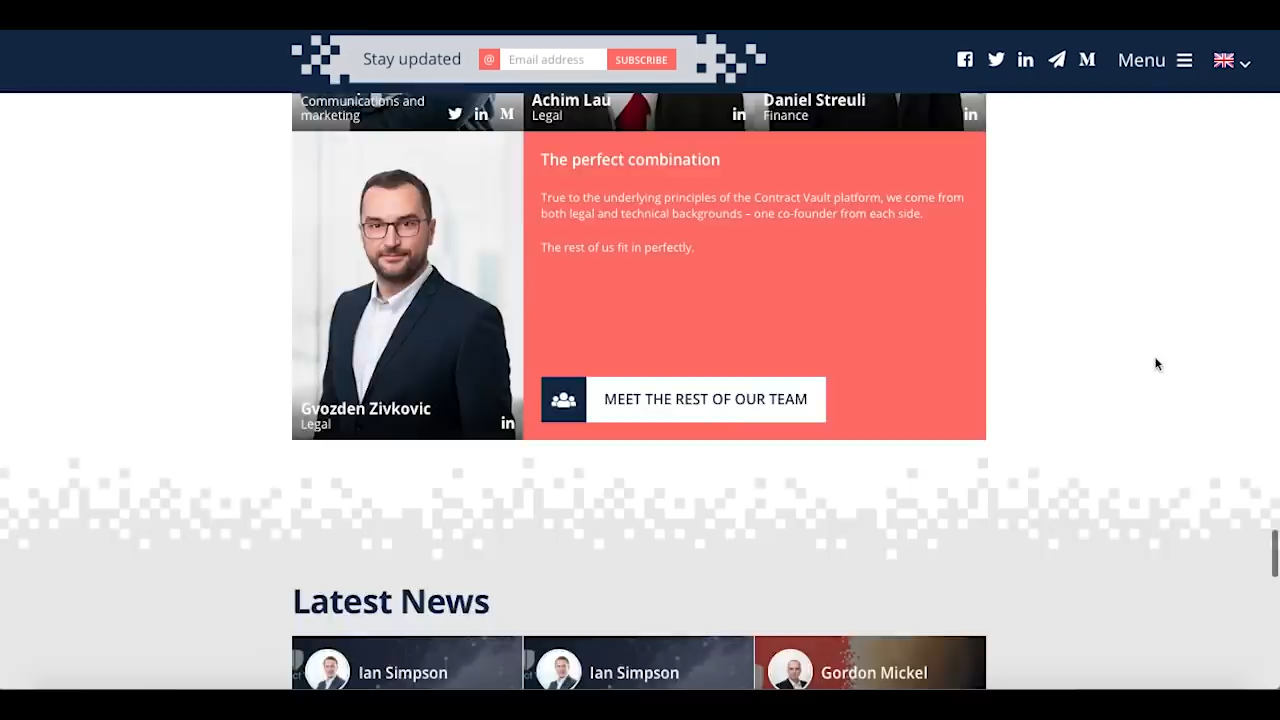 Stay updated
@ Email address SUBSCRIBE
Menu
Communications and
marketing
Achim Lau
Legal
Daniel Streuli
Finance
The perfect combination
True to the underlying principles of the Contract Vault platform, we come from
both legal and technical backgrounds – one co-founder from each side.
The rest of us fit in perfectly.
Gvozden Zivkovic
Legal
MEET THE REST OF OUR TEAM
Latest News
Ian Simpson
Ian Simpson
Gordon Mickel